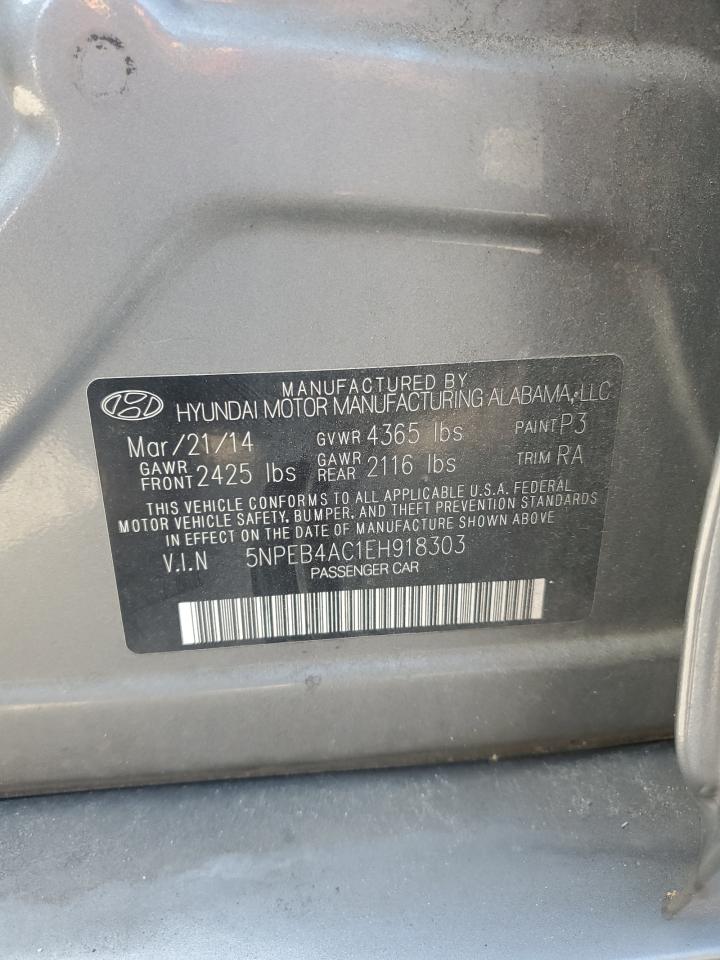 MANUFACTURED BY
HYUNDAI MOTOR MANUFACTURING ALABAMA, LLC
Mar/21/14 GVWR 4365 lbs PAINT P3
GAWR FRONT 2425 lbs GAWR REAR 2116 lbs TRIM RA
THIS VEHICLE CONFORMS TO ALL APPLICABLE U.S.A. FEDERAL
MOTOR VEHICLE SAFETY, BUMPER, AND THEFT PREVENTION STANDARDS
IN EFFECT ON THE DATE OF MANUFACTURE SHOWN ABOVE
V.I.N 5NPEB4AC1EH918303
PASSENGER CAR